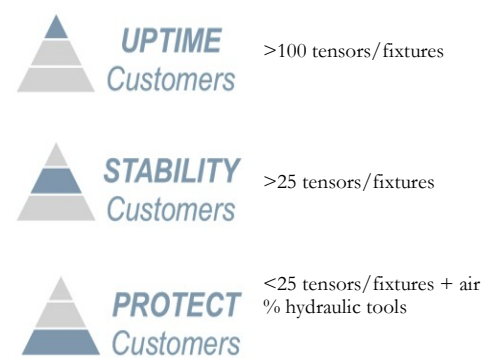 UPTIME
Customers
>100 tensors/fixtures
STABILITY
Customers
>25 tensors/fixtures
PROTECT
Customers
<25 tensors/fixtures + air
% hydraulic tools